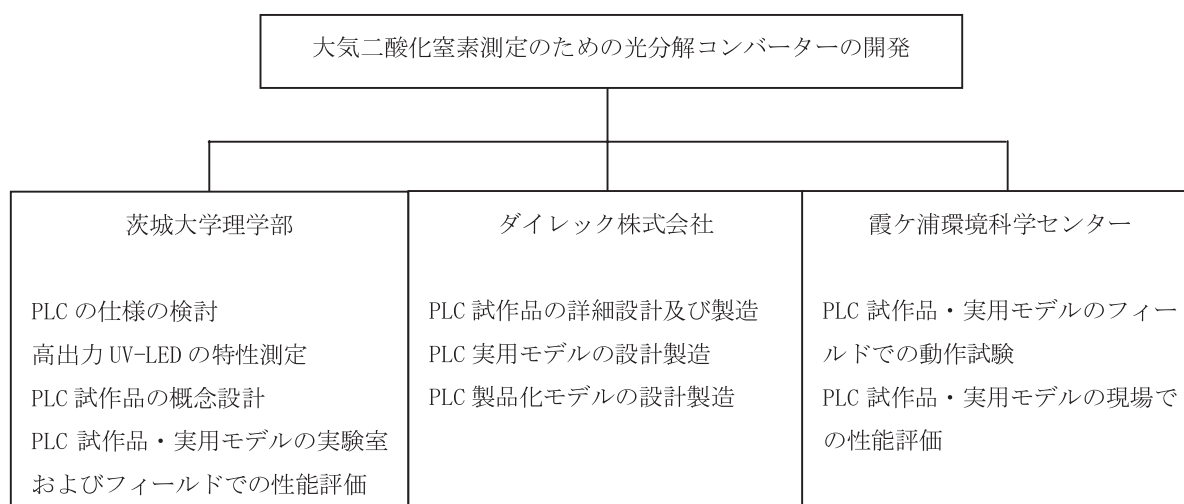 大気二酸化窒素測定のための光分解コンバーターの開発
茨城大学理学部
PLC の仕様の検討
高出力 UV-LED の特性測定
PLC 試作品の概念設計
PLC 試作品・実用モデルの実験室
およびフィールドでの性能評価
ダイレック株式会社
PLC 試作品の詳細設計及び製造
PLC 実用モデルの設計製造
PLC 製品化モデルの設計製造
霞ケ浦環境科学センター
PLC 試作品・実用モデルのフィー
ルドでの動作試験
PLC 試作品・実用モデルの現場で
の性能評価